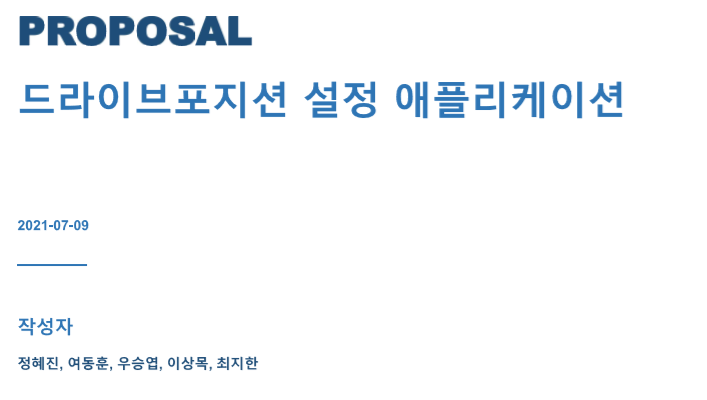 PROPOSAL
드라이브포지션 설정 애플리케이션
2021-07-09
작성자
정혜진, 여동훈, 우승엽, 이상목, 최지한